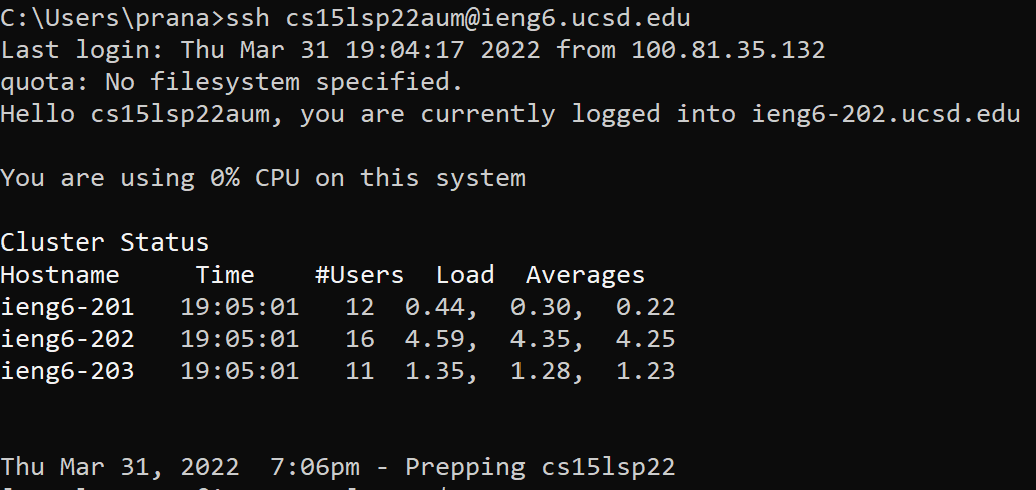 C:\Users\prana>ssh cs15lsp22aum@ieng6.ucsd.edu
Last login: Thu Mar 31 19:04:17 2022 from 100.81.35.132
quota: No filesystem specified.
Hello cs15lsp22aum, you are currently logged into ieng6-202.ucsd.edu
You are using 0% CPU on this system
Cluster Status
Hostname     Time    #Users  Load  Averages
ieng6-201   19:05:01   12  0.44,  0.30,  0.22
ieng6-202   19:05:01   16  4.59,  4.35,  4.25
ieng6-203   19:05:01   11  1.35,  1.28,  1.23
Thu Mar 31, 2022  7:06pm - Prepping cs15lsp22